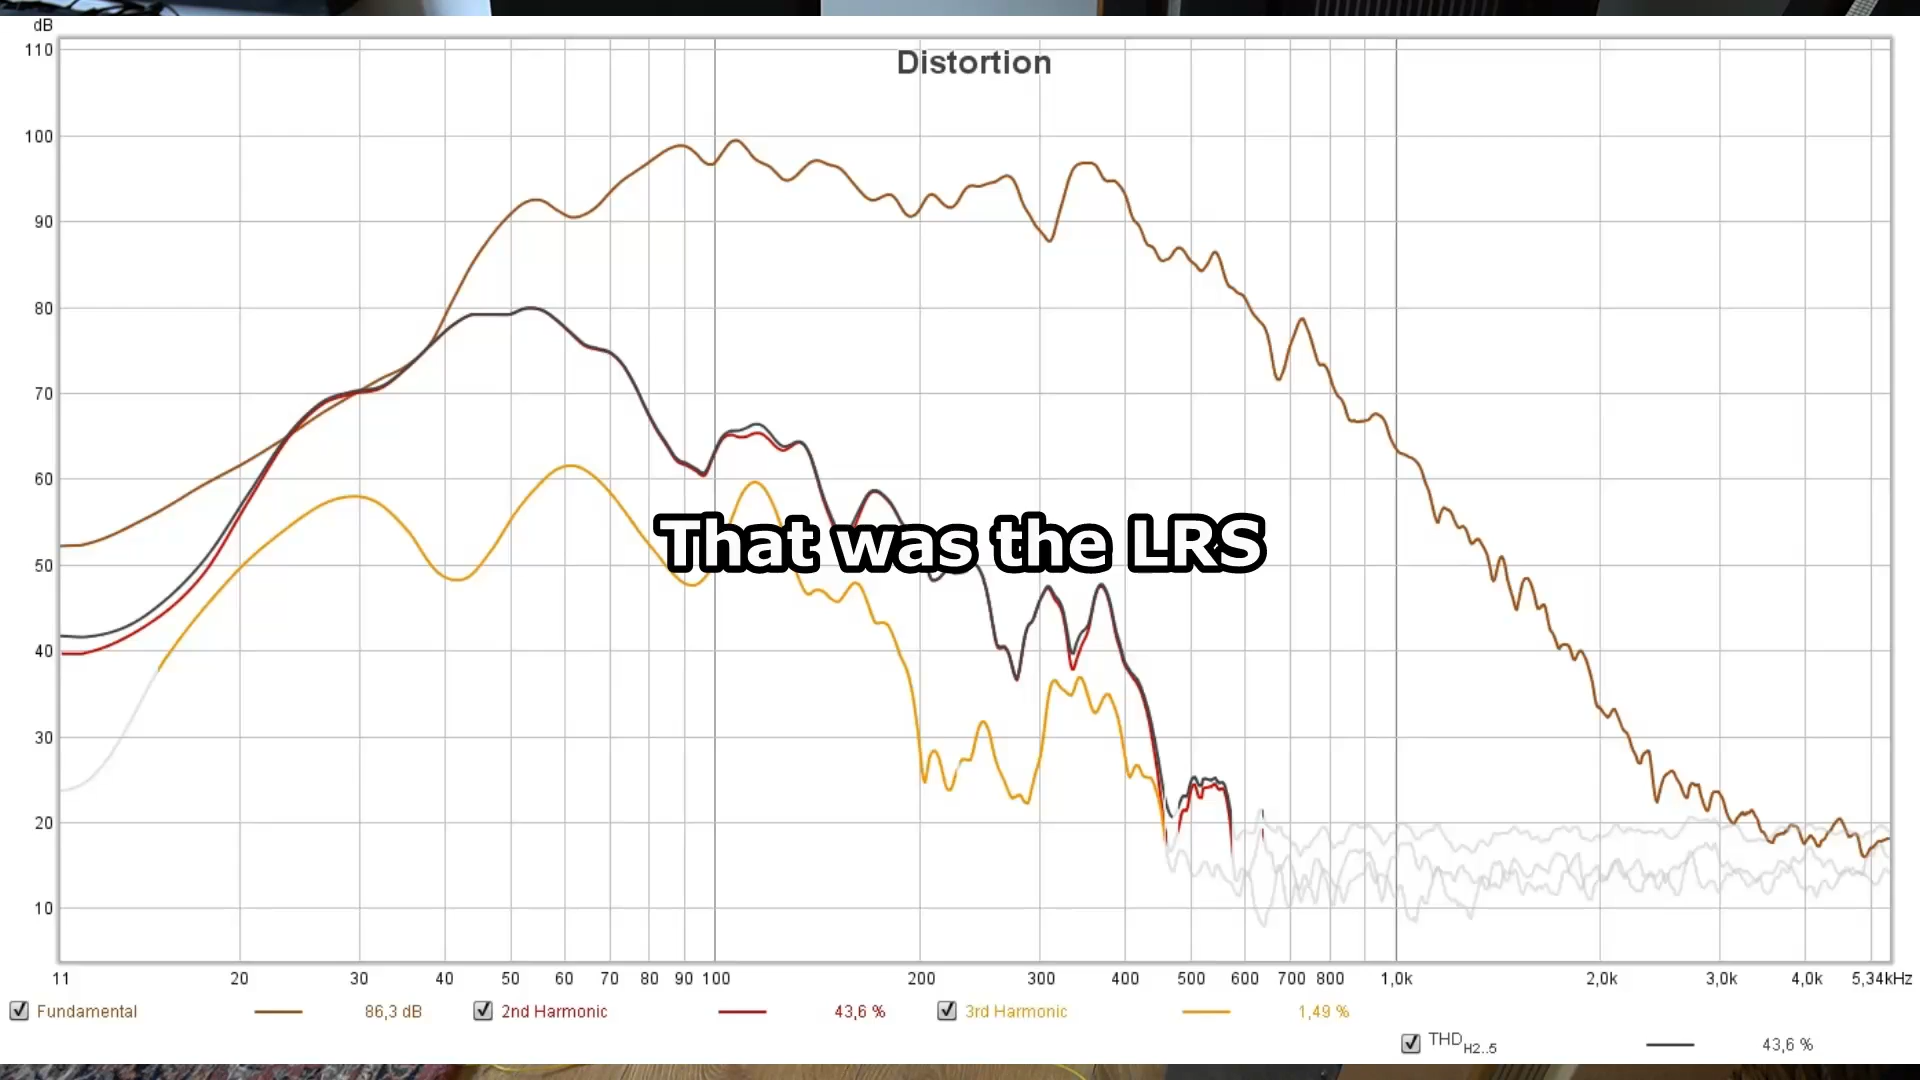 dB
Distortion
110
100
90
80
70
60
50
40
30
20
10
That was the LRS
11 20 30 40 50 60 70 80 90 100 200 300 400 500 600 700 800 1,0k 2,0k 3,0k 4,0k 5,34kHz
Fundamental 86,3 dB 2nd Harmonic 43,6 % 3rd Harmonic 1,49 %
THD H2..5 43,6 %